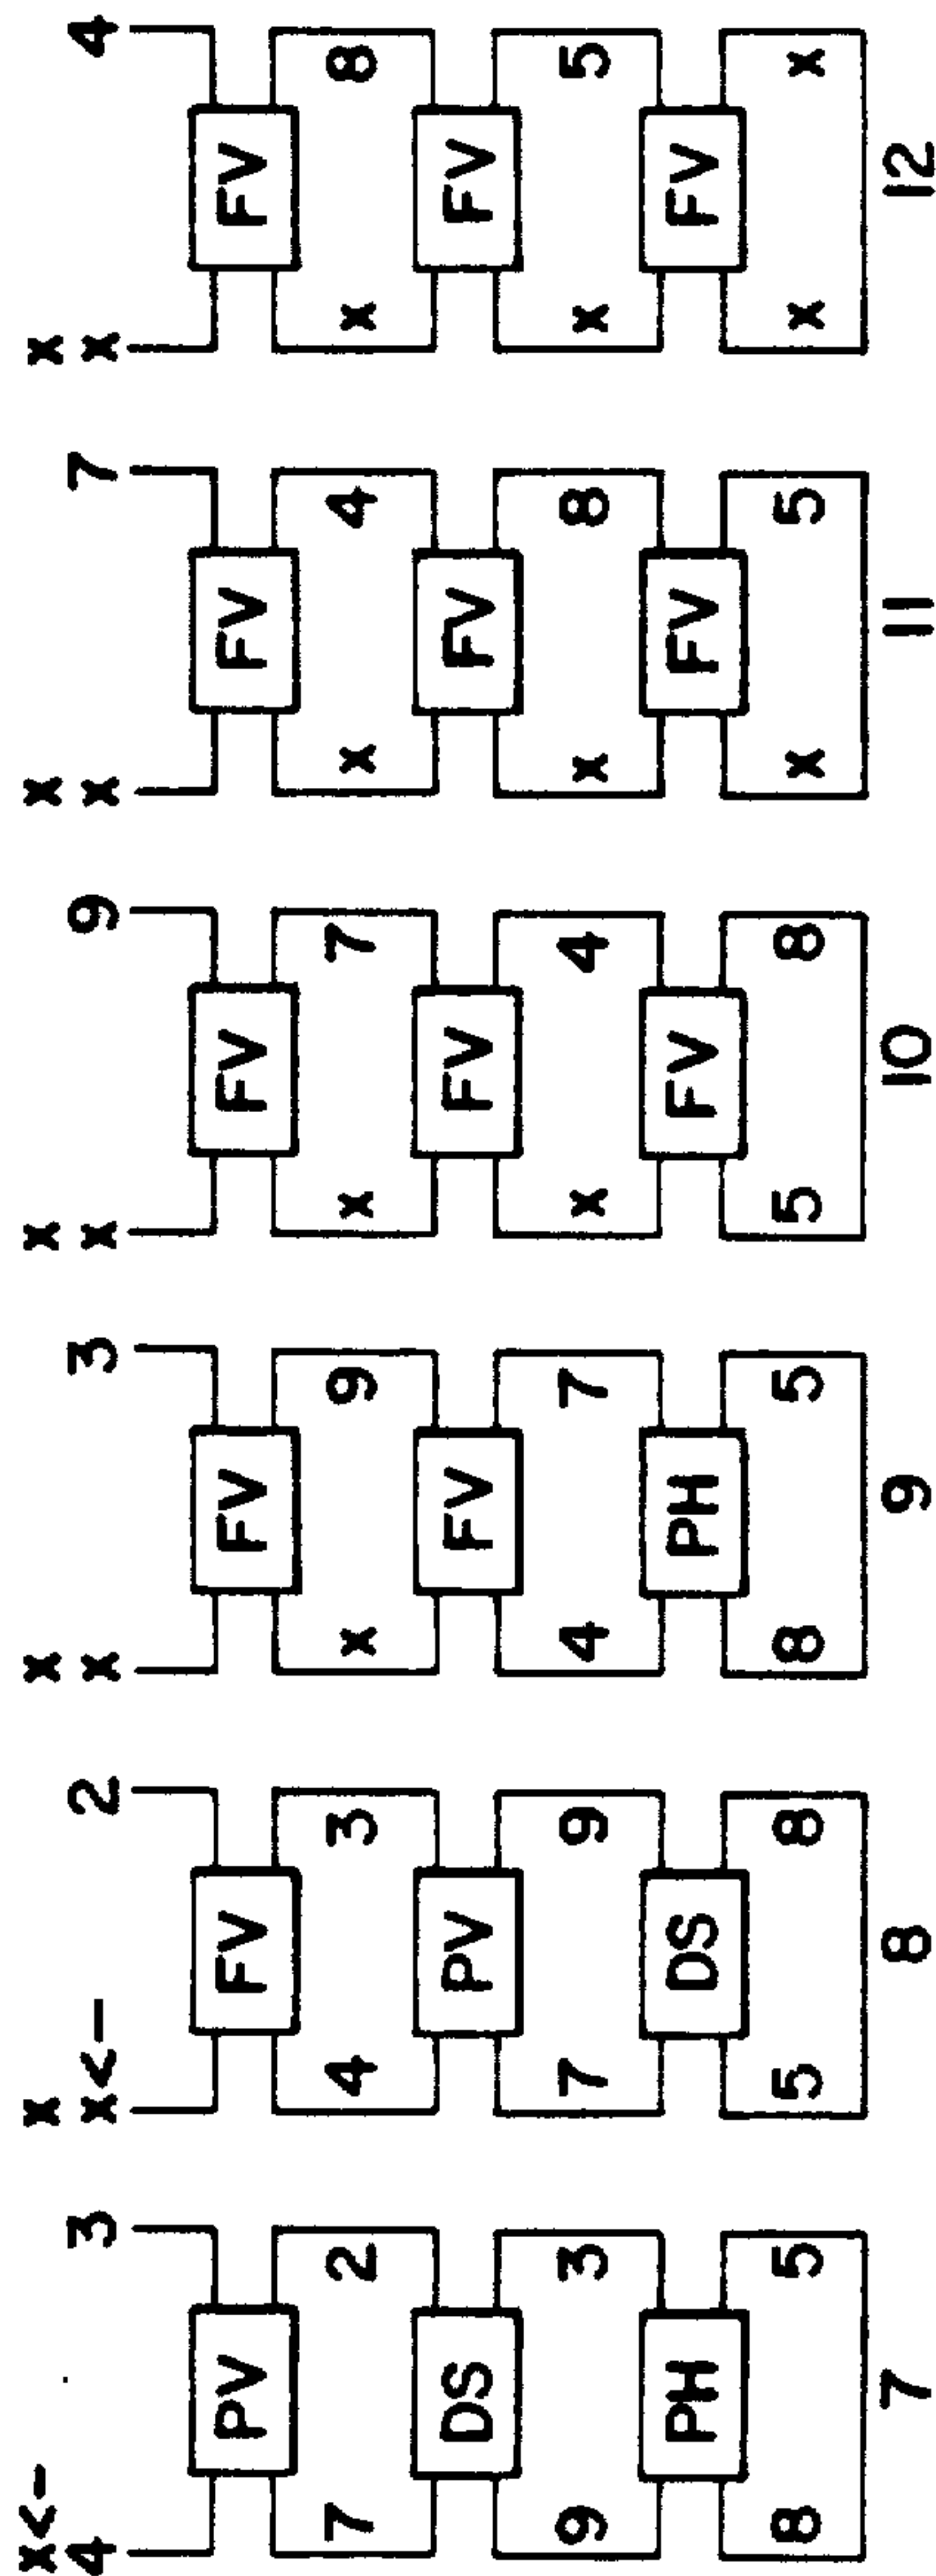 x<- x x x x x
4 3 x<- 2 x 3 x 9 x 7 x 4
PV FV FV FV FV FV
7 2 4 3 x 9 x 7 x 4 x 8
DS PV FV FV FV FV
9 3 7 9 4 7 x 4 x 8 x 5
PH DS PH FV FV FV
8 5 5 8 8 5 5 8 x 5 x x
7 8 9 10 11 12